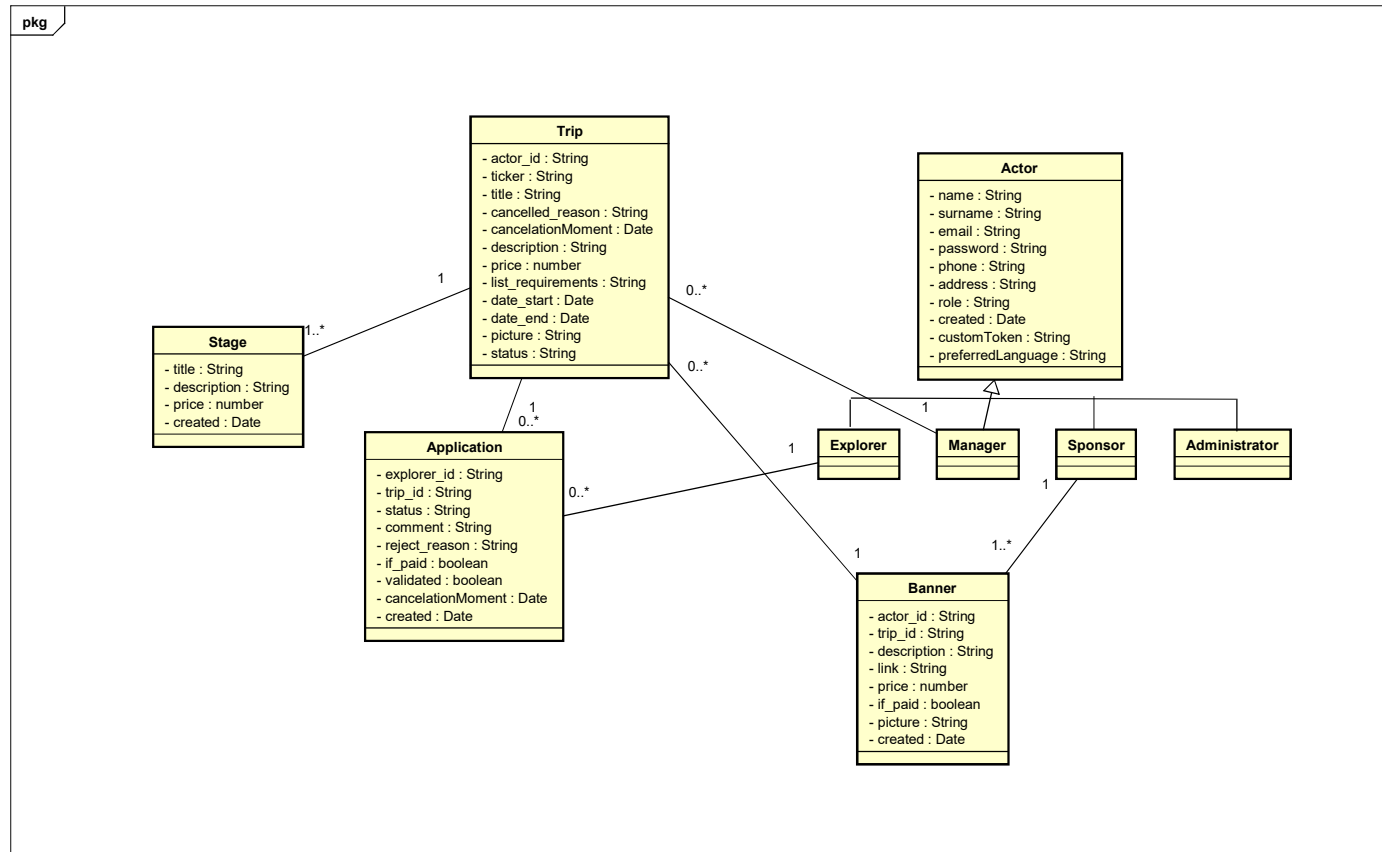 pkg
Trip
- actor_id : String
- ticker : String
- title : String
- cancelled_reason : String
- cancelationMoment : Date
- description : String
- price : number
- list_requirements : String
- date_start : Date
- date_end : Date
- picture : String
- status : String
Actor
- name : String
- surname : String
- email : String
- password : String
- phone : String
- address : String
- role : String
- created : Date
- customToken : String
- preferredLanguage : String
1
0..*
1..*
Stage
- title : String
- description : String
- price : number
- created : Date
0..*
1
0..*
1
Application
- explorer_id : String
- trip_id : String
- status : String
- comment : String
- reject_reason : String
- if_paid : boolean
- validated : boolean
- cancelationMoment : Date
- created : Date
Explorer
Manager
Sponsor
Administrator
1
0..*
1
1..*
1
Banner
- actor_id : String
- trip_id : String
- description : String
- link : String
- price : number
- if_paid : boolean
- picture : String
- created : Date